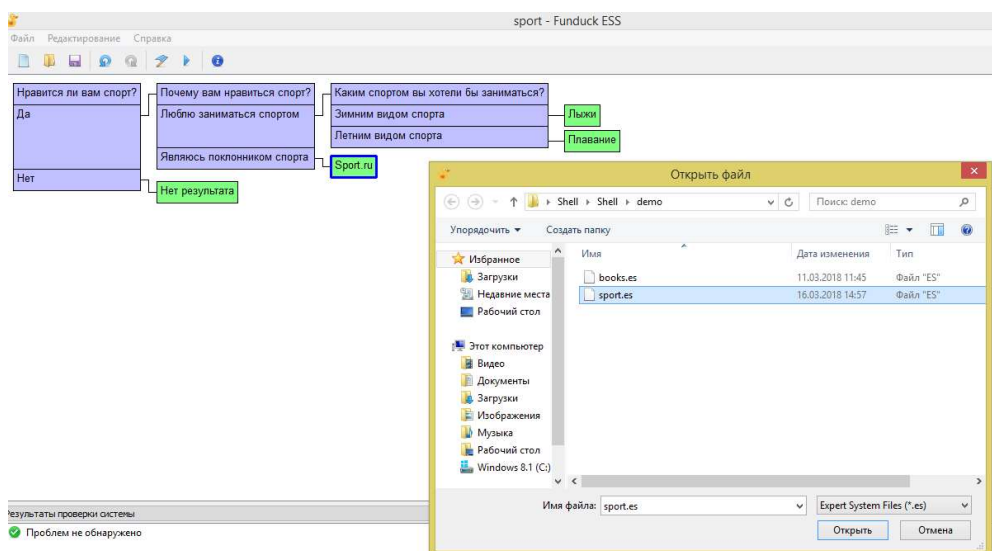 sport - Funduck ESS
Файл Редактирование Справка
Нравится ли вам спорт?
Да
Нет
Почему вам нравиться спорт?
Люблю заниматься спортом
Являюсь поклонником спорта
Каким спортом вы хотели бы заниматься?
Зимним видом спорта
Летним видом спорта
Лыжи
Плавание
Sport.ru
Нет результата
Открыть файл
Shell Shell demo
Поиск: demo
Упорядочить Создать папку
Избранное
Загрузки
Недавние места
Рабочий стол
Этот компьютер
Видео
Документы
Загрузки
Изображения
Музыка
Рабочий стол
Windows 8.1 (C:)
Имя Дата изменения Тип
books.es 11.03.2018 11:45 Файл "ES"
sport.es 16.03.2018 14:57 Файл "ES"
Имя файла: sport.es Expert System Files (*.es)
Открыть Отмена
Результаты проверки системы
Проблем не обнаружено